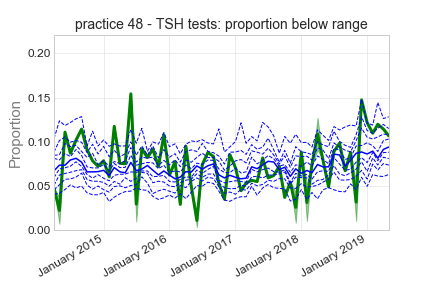 practice 48 - TSH tests: proportion below range
Proportion
0.20
0.15
0.10
0.05
0.00
January 2015
January 2016
January 2017
January 2018
January 2019